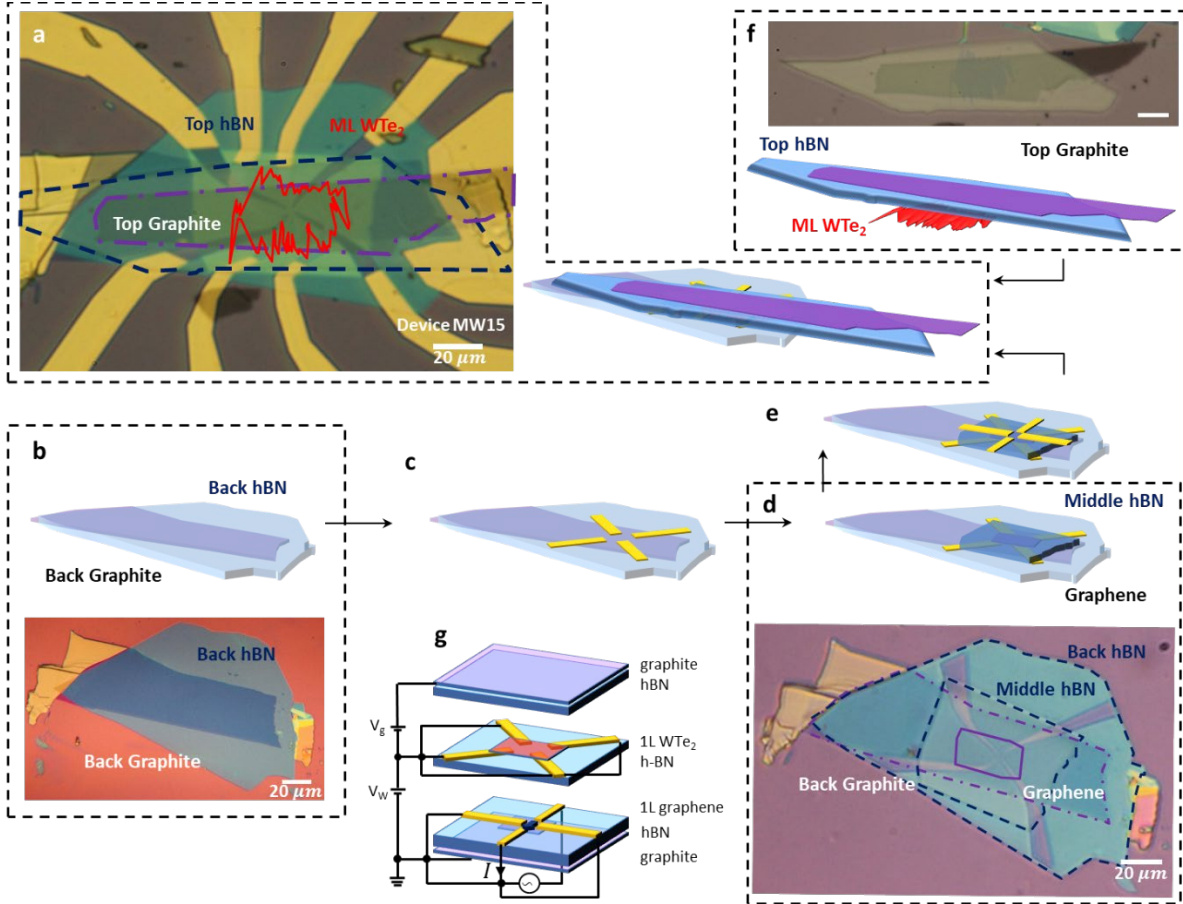 a
Top hBN
ML WTe₂
Top Graphite
Device MW15
20 μm
f
Top hBN
Top Graphite
ML WTe₂
b
Back hBN
Back Graphite
Back hBN
Back Graphite
20 μm
c
e
d
Middle hBN
Graphene
Back hBN
Middle hBN
Back Graphite
Graphene
20 μm
g
graphite
hBN
V_g
1L WTe₂
h-BN
V_W
1L graphene
hBN
graphite
I